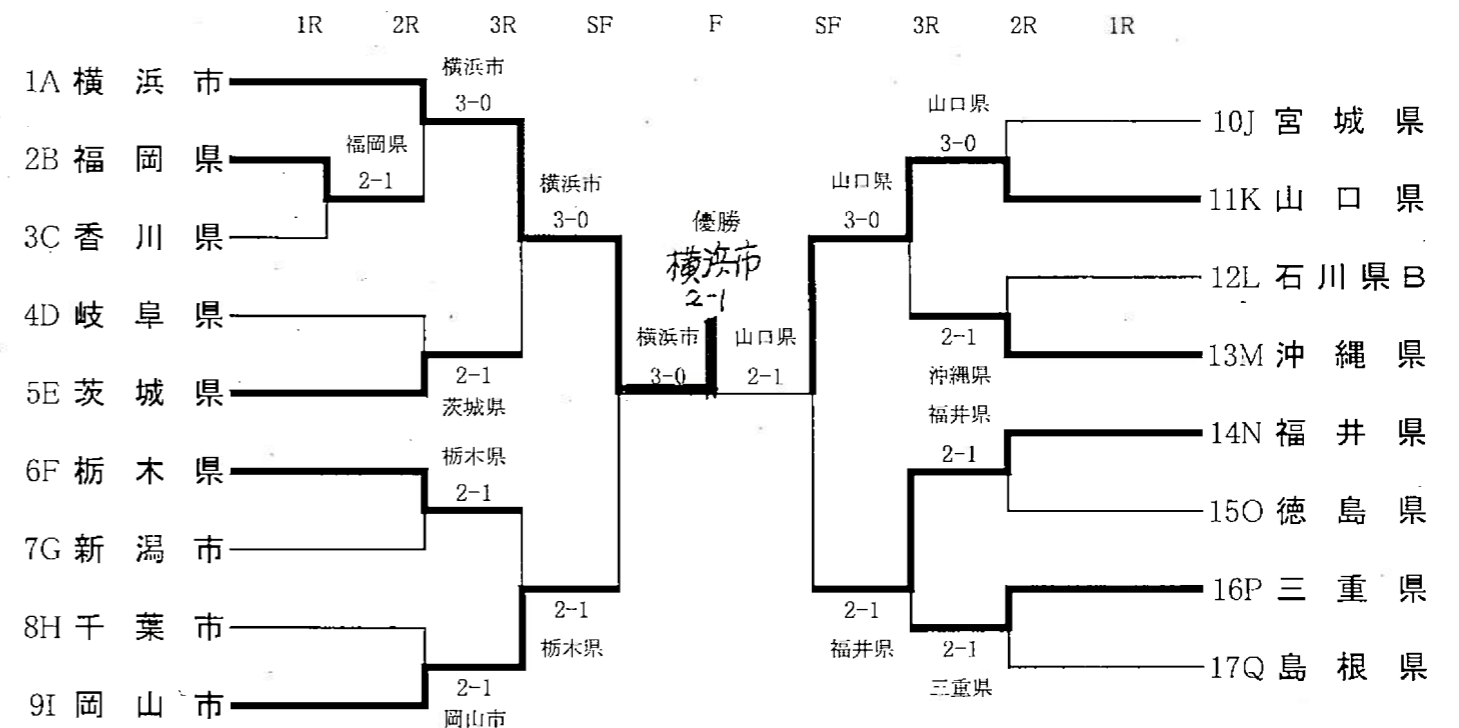 1R 2R 3R SF F SF 3R 2R 1R
1A 横 浜 市
2B 福 岡 県
3C 香 川 県
4D 岐 阜 県
5E 茨 城 県
6F 栃 木 県
7G 新 潟 市
8H 千 葉 市
9I 岡 山 市
福岡県
2-1
横浜市
3-0
2-1
茨城県
栃木県
2-1
2-1
岡山市
横浜市
3-0
2-1
栃木県
横浜市
3-0
優勝
横浜市
2-1
山口県
2-1
山口県
3-0
2-1
福井県
山口県
3-0
2-1
沖縄県
福井県
2-1
2-1
三重県
10J 宮 城 県
11K 山 口 県
12L 石 川 県 B
13M 沖 縄 県
14N 福 井 県
15O 徳 島 県
16P 三 重 県
17Q 島 根 県